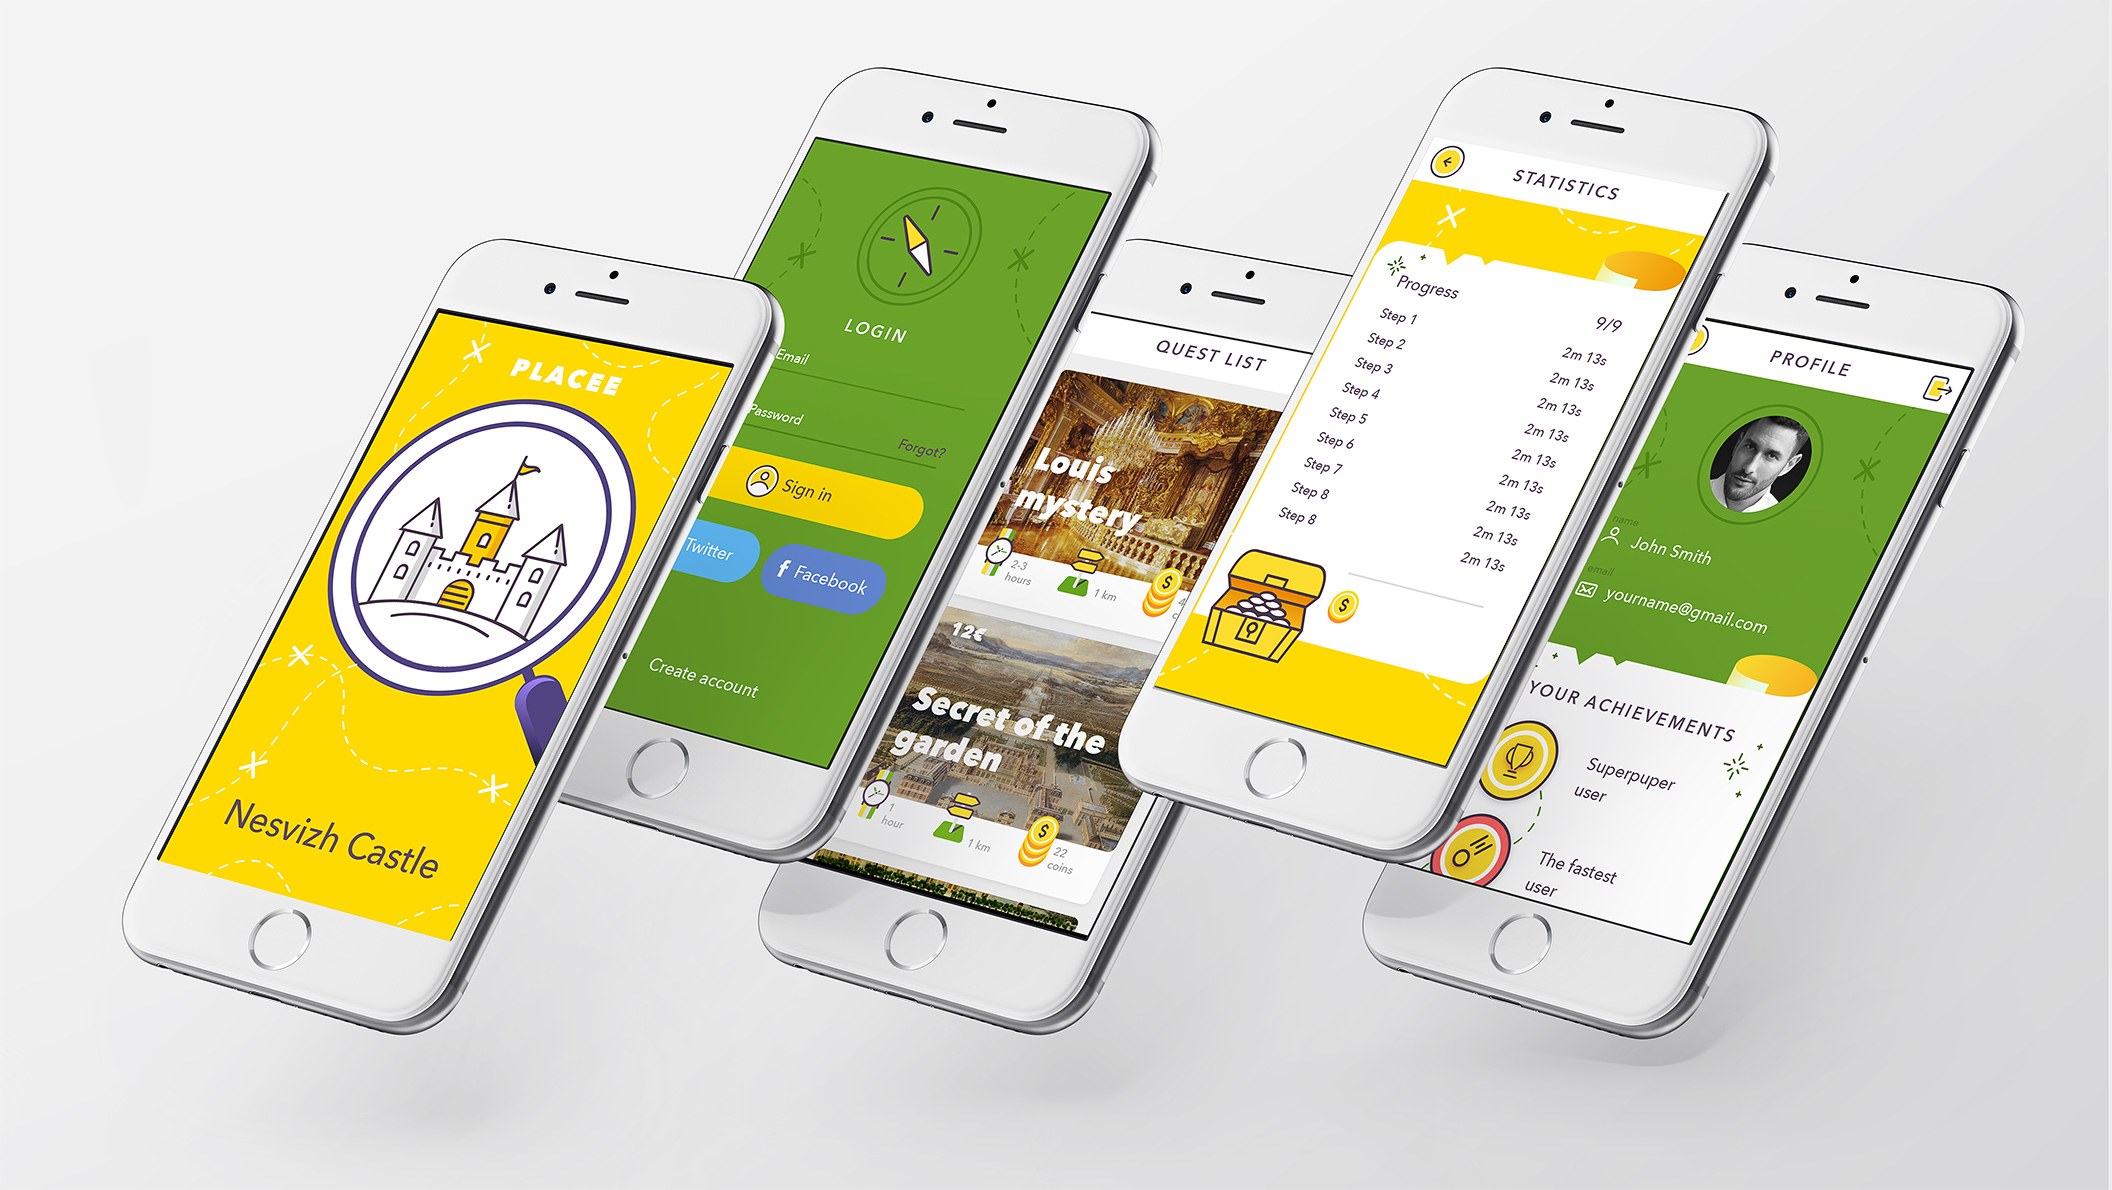 PLACEE
Nesvizh Castle
LOGIN
Email
Password
Forgot?
Sign in
Twitter
f Facebook
Create account
QUEST LIST
Louis
mystery
2-3
hours
1 km
4
12€
Secret of the
garden
1
hour
1 km
22
coins
STATISTICS
Progress
9/9
Step 1
2m 13s
Step 2
2m 13s
Step 3
2m 13s
Step 4
2m 13s
Step 5
2m 13s
Step 6
2m 13s
Step 7
2m 13s
Step 8
2m 13s
Step 8
2m 13s
PROFILE
name
John Smith
email
yourname@gmail.com
YOUR ACHIEVEMENTS
Superpuper
user
The fastest
user